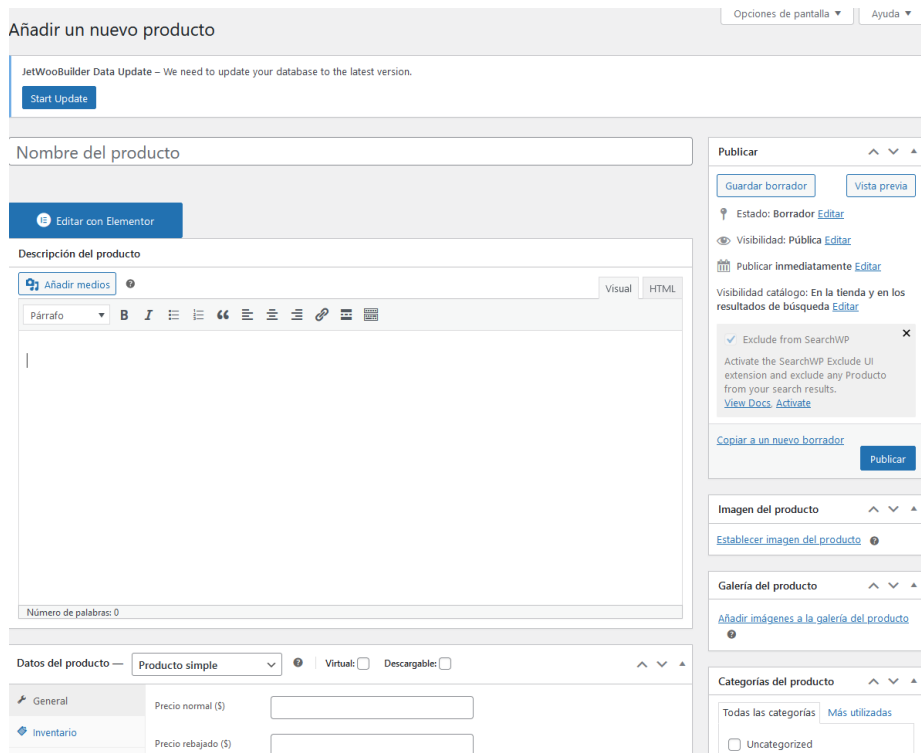 Opciones de pantalla ▼
Ayuda ▼
Añadir un nuevo producto
JetWooBuilder Data Update – We need to update your database to the latest version.
Start Update
Nombre del producto
Editar con Elementor
Descripción del producto
Añadir medios
Visual
HTML
Párrafo
Número de palabras: 0
Datos del producto —
Producto simple
Virtual:
Descargable:
General
Inventario
Precio normal ($)
Precio rebajado ($)
Publicar
Guardar borrador
Vista previa
Estado: Borrador Editar
Visibilidad: Pública Editar
Publicar inmediatamente Editar
Visibilidad catálogo: En la tienda y en los
resultados de búsqueda Editar
Exclude from SearchWP
Activate the SearchWP Exclude UI
extension and exclude any Producto
from your search results.
View Docs, Activate
Copiar a un nuevo borrador
Publicar
Imagen del producto
Establecer imagen del producto
Galería del producto
Añadir imágenes a la galería del producto
Categorías del producto
Todas las categorías
Más utilizadas
Uncategorized